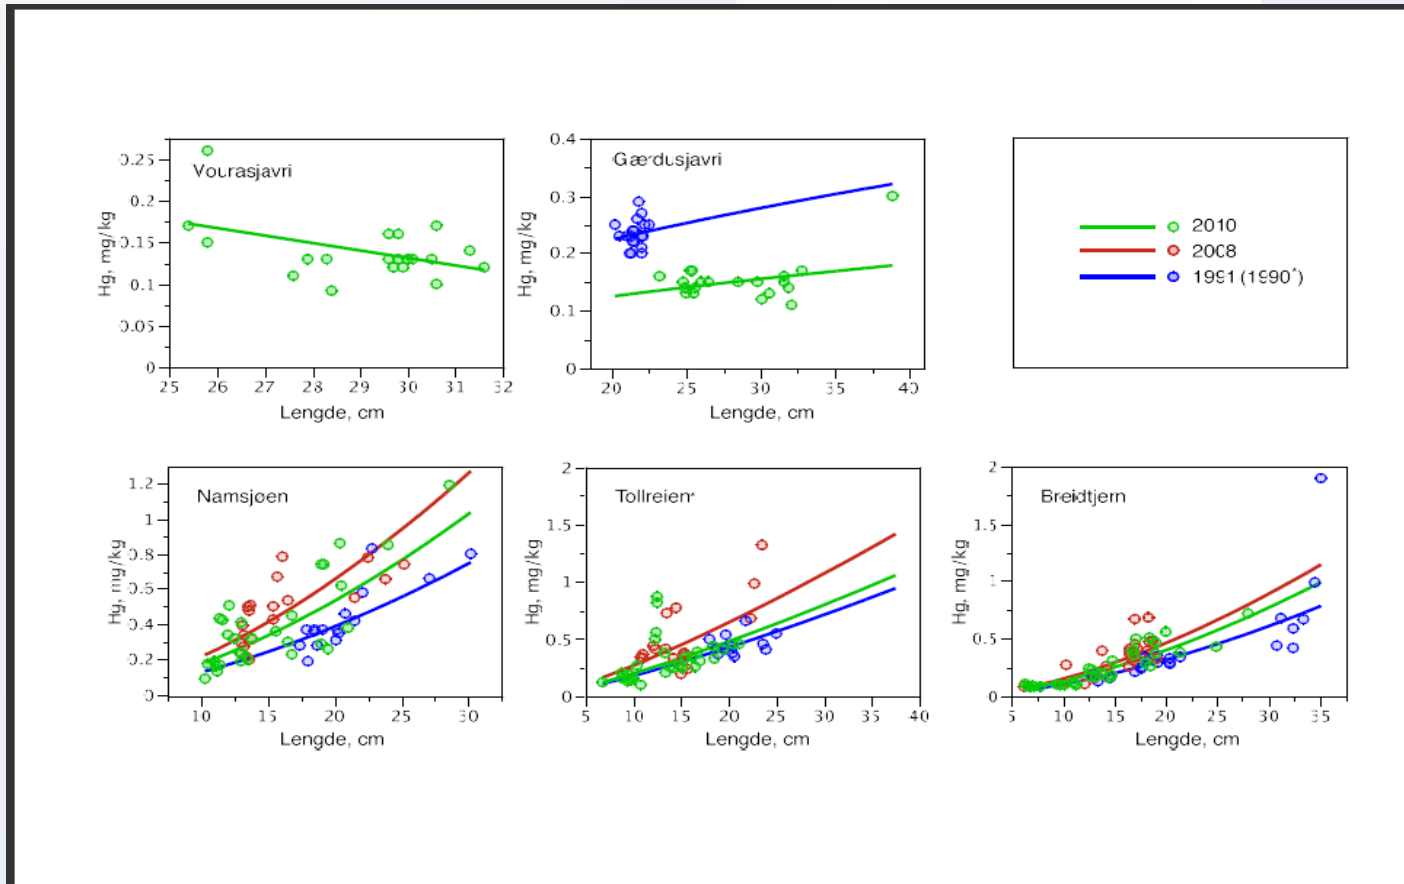 Vourasjavri
Hg, mg/kg
0.25
0.2
0.15
0.1
0.05
0
25 26 27 28 29 30 31 32
Lengde, cm
Gærdusjavri
Hg, mg/kg
0.4
0.3
0.2
0.1
0
20 25 30 35 40
Lengde, cm
2010
2008
1991 (1990*)
Namsjøen
Hg, mg/kg
1.2
1
0.8
0.6
0.4
0.2
0
10 15 20 25 30
Lengde, cm
Tollreien*
Hg, mg/kg
2
1.5
1
0.5
0
5 10 15 20 25 30 35 40
Lengde, cm
Breidtjern
Hg, mg/kg
2
1.5
1
0.5
0
5 10 15 20 25 30 35
Lengde, cm